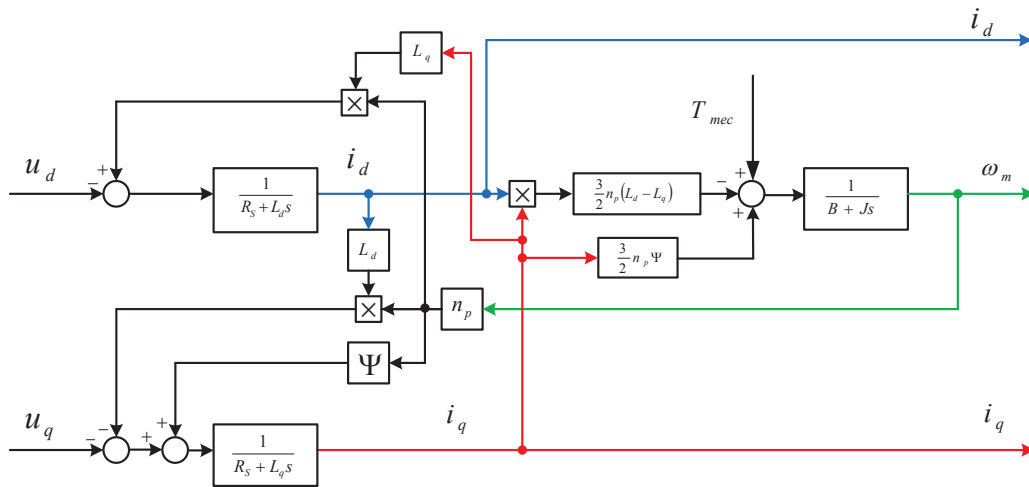 i_d
L_q
×
T_mec
+
u_d
−
i_d
1 / (R_S + L_d s)
×
3/2 n_p (L_d − L_q)
−
+
+
1 / (B + Js)
ω_m
L_d
3/2 n_p Ψ
×
n_p
Ψ
u_q
−
−
+
+
1 / (R_S + L_q s)
i_q
i_q